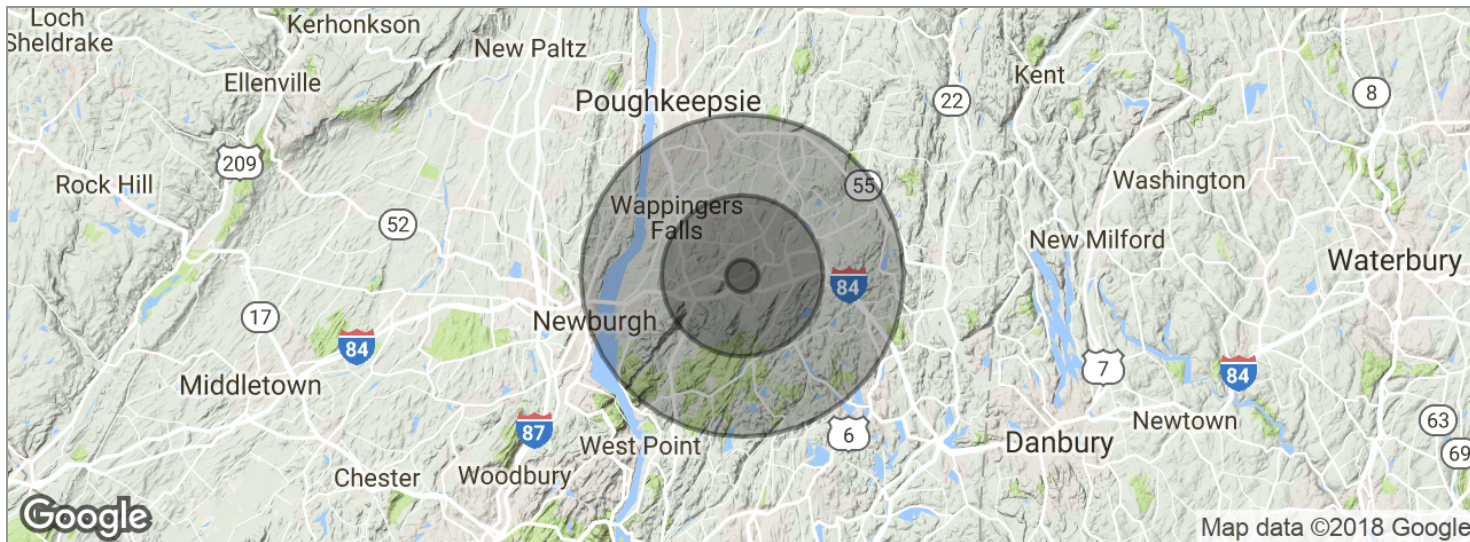 Loch
Sheldrake
Kerhonkson
New Paltz
Ellenville
Poughkeepsie
Kent
22
8
209
Rock Hill
55
Washington
52
Wappingers
Falls
New Milford
Waterbury
84
17
Newburgh
84
Middletown
7
84
87
West Point
6
Danbury
Newtown
63
69
Chester
Woodbury
Google
Map data ©2018 Google